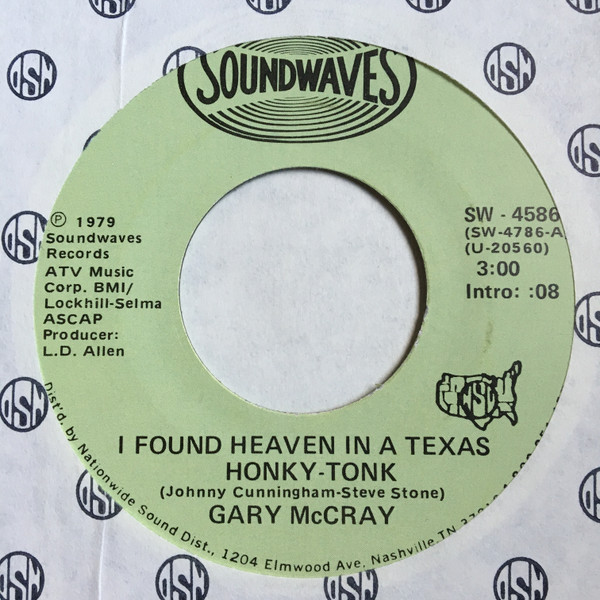 SOUNDWAVES
℗ 1979
Soundwaves
Records
ATV Music
Corp. BMI/
Lockhill-Selma
ASCAP
Producer:
L.D. Allen
SW - 4586
(SW-4786-A
(U-20560)
3:00
Intro: :08
NSD
I FOUND HEAVEN IN A TEXAS
HONKY-TONK
(Johnny Cunningham-Steve Stone)
GARY McCRAY
Dist'd. by Nationwide Sound Dist., 1204 Elmwood Ave. Nashville, TN